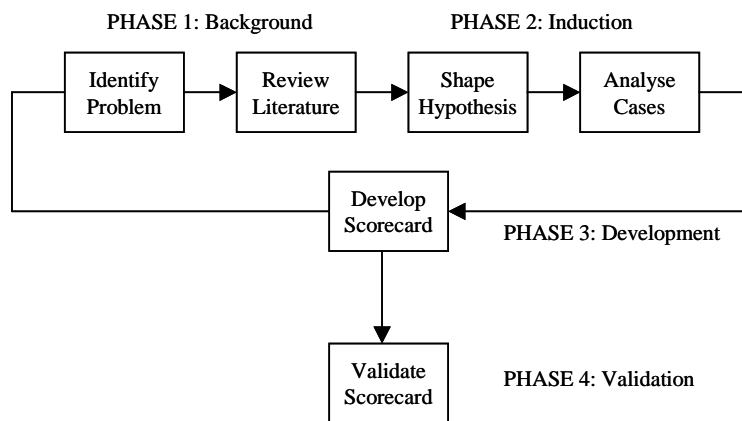 PHASE 1: Background
PHASE 2: Induction
Identify
Problem
Review
Literature
Shape
Hypothesis
Analyse
Cases
Develop
Scorecard
PHASE 3: Development
Validate
Scorecard
PHASE 4: Validation